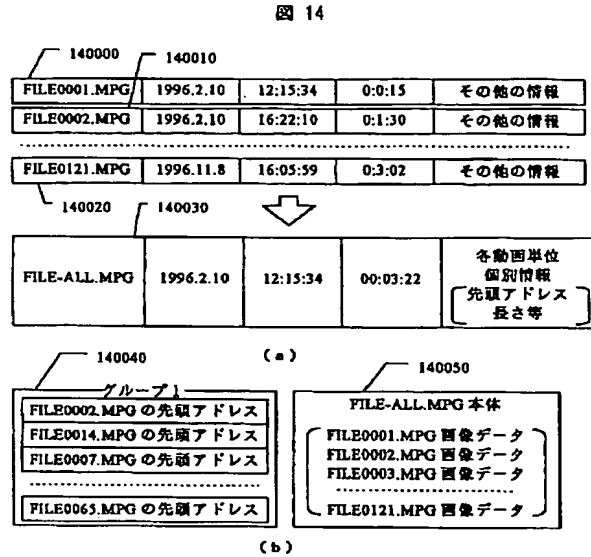 図 14
140000
140010
FILE0001.MPG 1996.2.10 12:15:34 0:0:15 その他の情報
FILE0002.MPG 1996.2.10 16:22:10 0:1:30 その他の情報
FILE0121.MPG 1996.11.8 16:05:59 0:3:02 その他の情報
140020
140030
FILE-ALL.MPG 1996.2.10 12:15:34 00:03:22 各動画単位
個別情報
先頭アドレス
長さ等
(a)
140040
140050
グループ1
FILE0002.MPG の先頭アドレス
FILE0014.MPG の先頭アドレス
FILE0007.MPG の先頭アドレス
FILE0065.MPG の先頭アドレス
FILE-ALL.MPG 本体
FILE0001.MPG 画像データ
FILE0002.MPG 画像データ
FILE0003.MPG 画像データ
FILE0121.MPG 画像データ
(b)